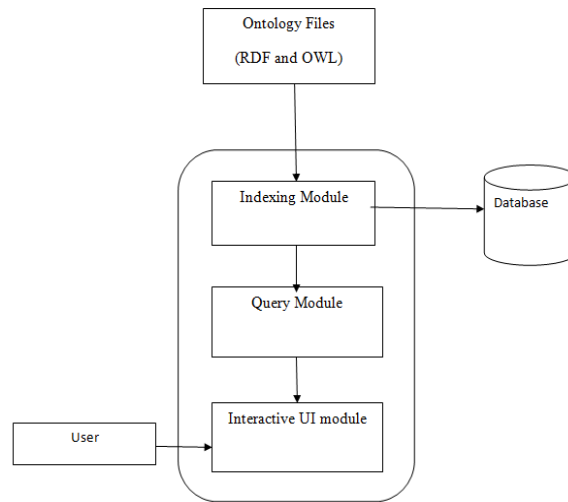 Ontology Files
(RDF and OWL)
Indexing Module
Database
Query Module
Interactive UI module
User